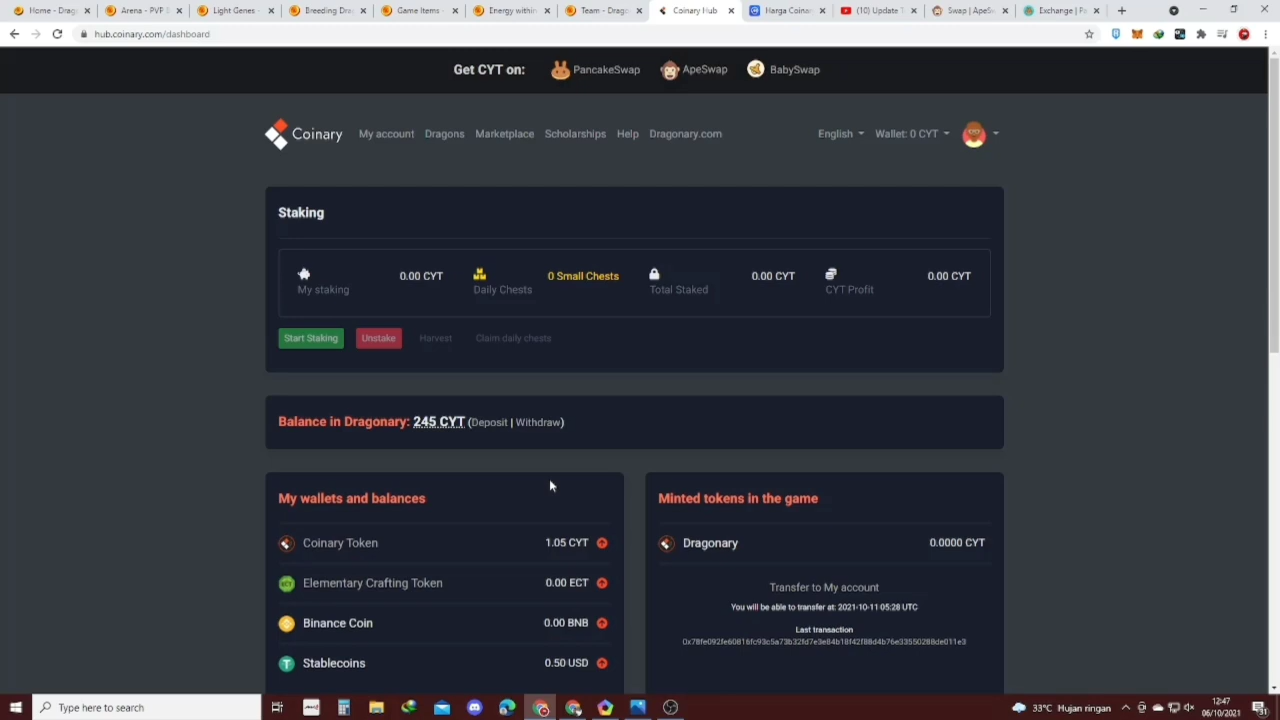 Home - Drag
Arena - PVP
Light Genes -
Breeding Dra
Game Items -
Energy within
Team - Drago
Coinary Hub
Harga Coinar
(10) Update T
Swap | ApeS
Exchange | P
hub.coinary.com/dashboard
Get CYT on: PancakeSwap ApeSwap BabySwap
Coinary My account Dragons Marketplace Scholarships Help Dragonary.com English Wallet: 0 CYT
Staking
0.00 CYT 0 Small Chests 0.00 CYT 0.00 CYT
My staking Daily Chests Total Staked CYT Profit
Start Staking Unstake Harvest Claim daily chests
Balance in Dragonary: 245 CYT (Deposit | Withdraw)
My wallets and balances
Coinary Token 1.05 CYT
Elementary Crafting Token 0.00 ECT
Binance Coin 0.00 BNB
Stablecoins 0.50 USD
Minted tokens in the game
Dragonary 0.0000 CYT
Transfer to My account
You will be able to transfer at: 2021-10-11 05:28 UTC
Last transaction
Type here to search
33°C Hujan ringan
12:47
06/10/2021